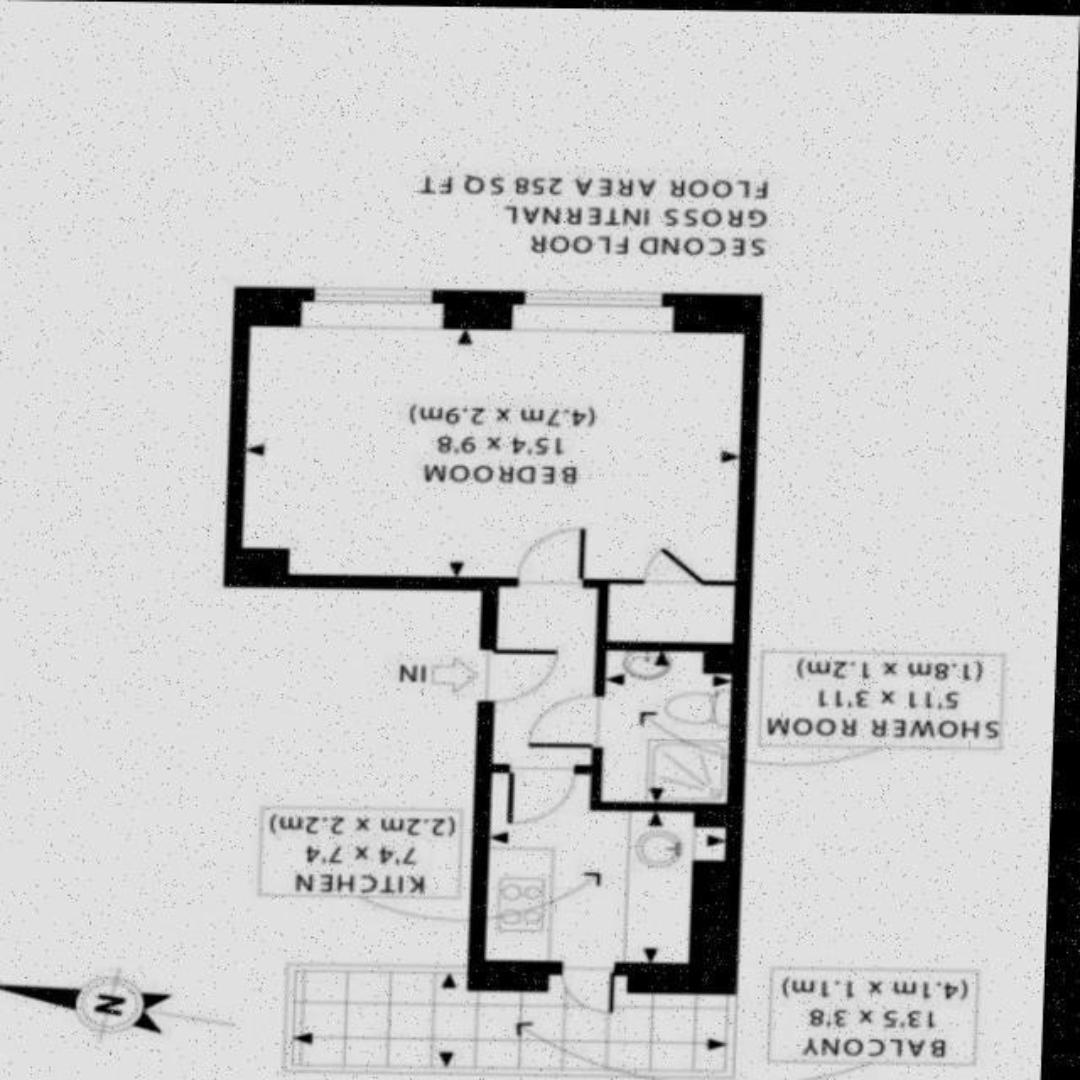 BALCONY
13'5 x 3'8
(4.1m x 1.1m)
N
KITCHEN
7'4 x 7'4
(2.2m x 2.2m)
SHOWER ROOM
5'11 x 3'11
(1.8m x 1.2m)
IN
BEDROOM
15'4 x 9'8
(4.7m x 2.9m)
SECOND FLOOR
GROSS INTERNAL
FLOOR AREA 258 SQ FT